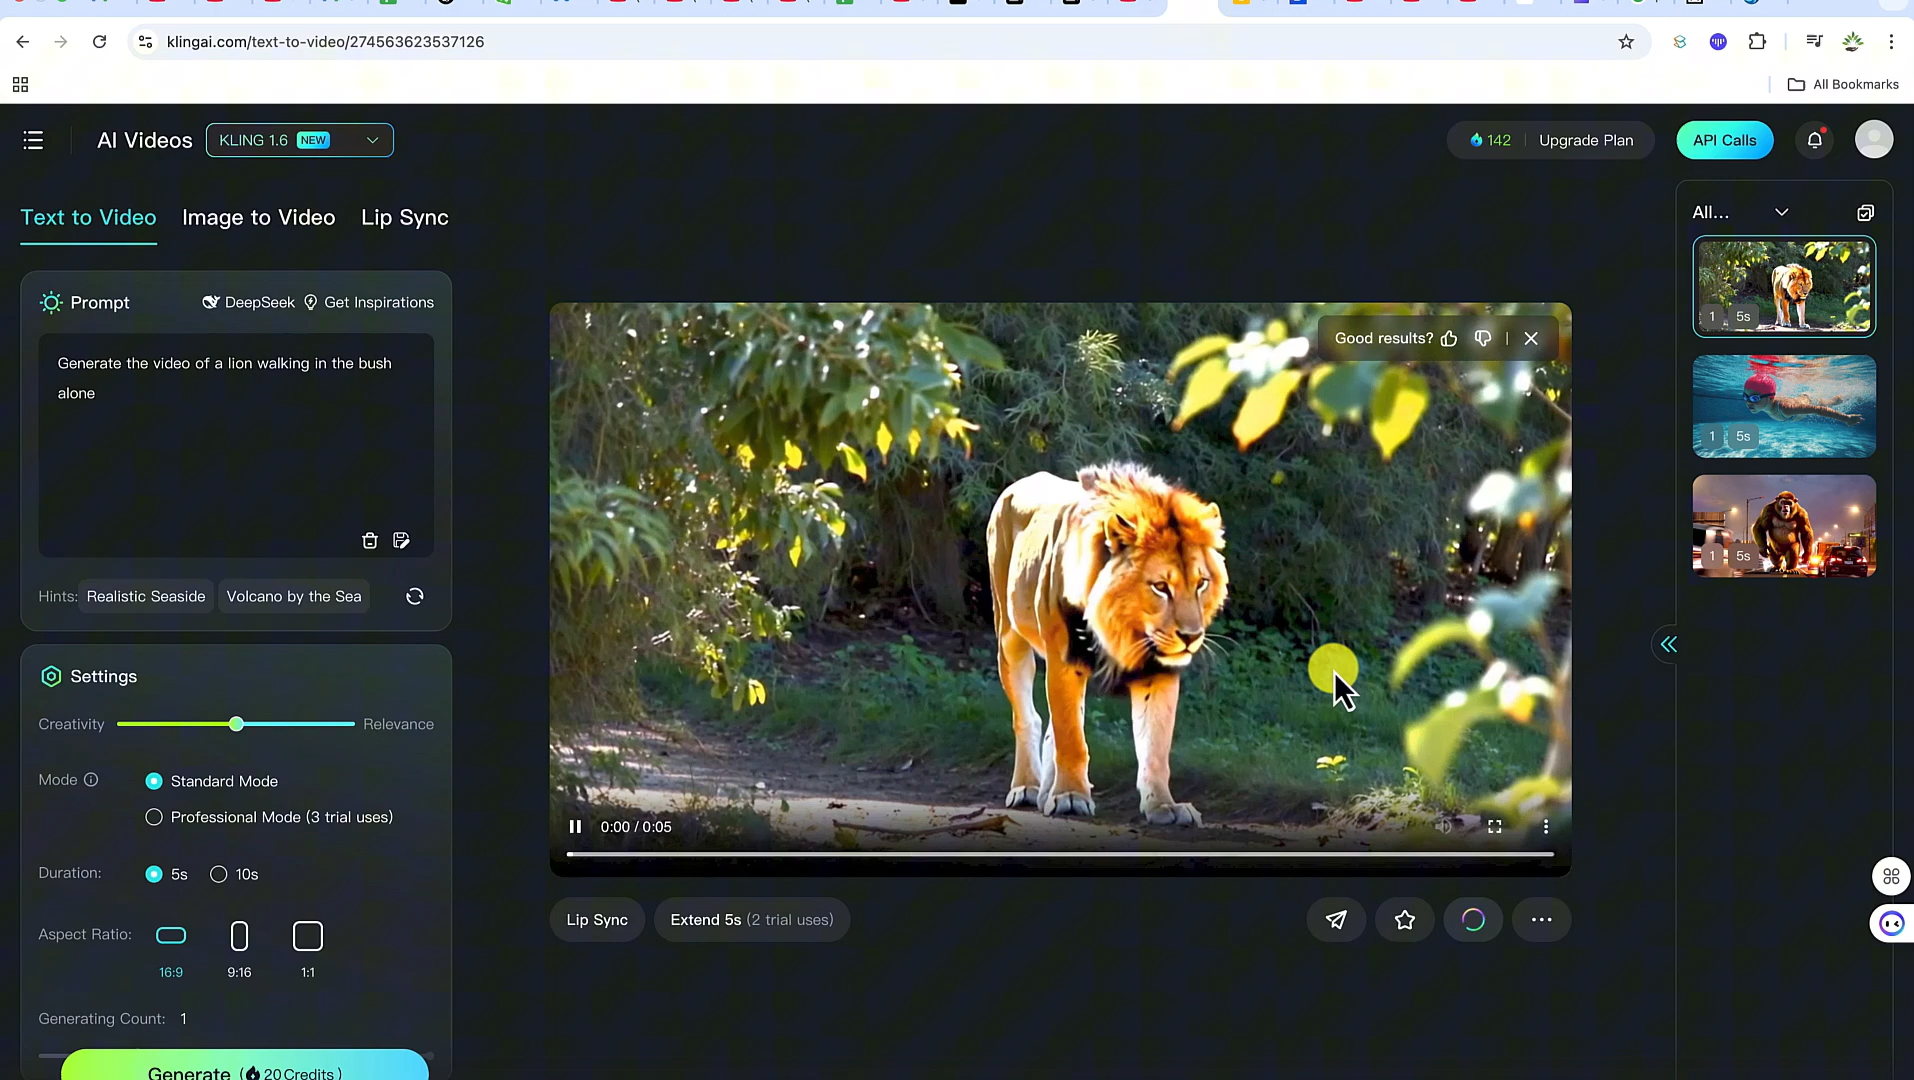 klingai.com/text-to-video/274563623537126
All Bookmarks
AI Videos
KLING 1.6 NEW
142
Upgrade Plan
API Calls
Text to Video
Image to Video
Lip Sync
All...
Prompt
DeepSeek
Get Inspirations
Generate the video of a lion walking in the bush
alone
Hints:
Realistic Seaside
Volcano by the Sea
Settings
Creativity
Relevance
Mode
Standard Mode
Professional Mode (3 trial uses)
Duration:
5s
10s
Aspect Ratio:
16:9
9:16
1:1
Generating Count: 1
Generate (20 Credits)
Good results?
0:00 / 0:05
Lip Sync
Extend 5s (2 trial uses)
1 5s
1 5s
1 5s